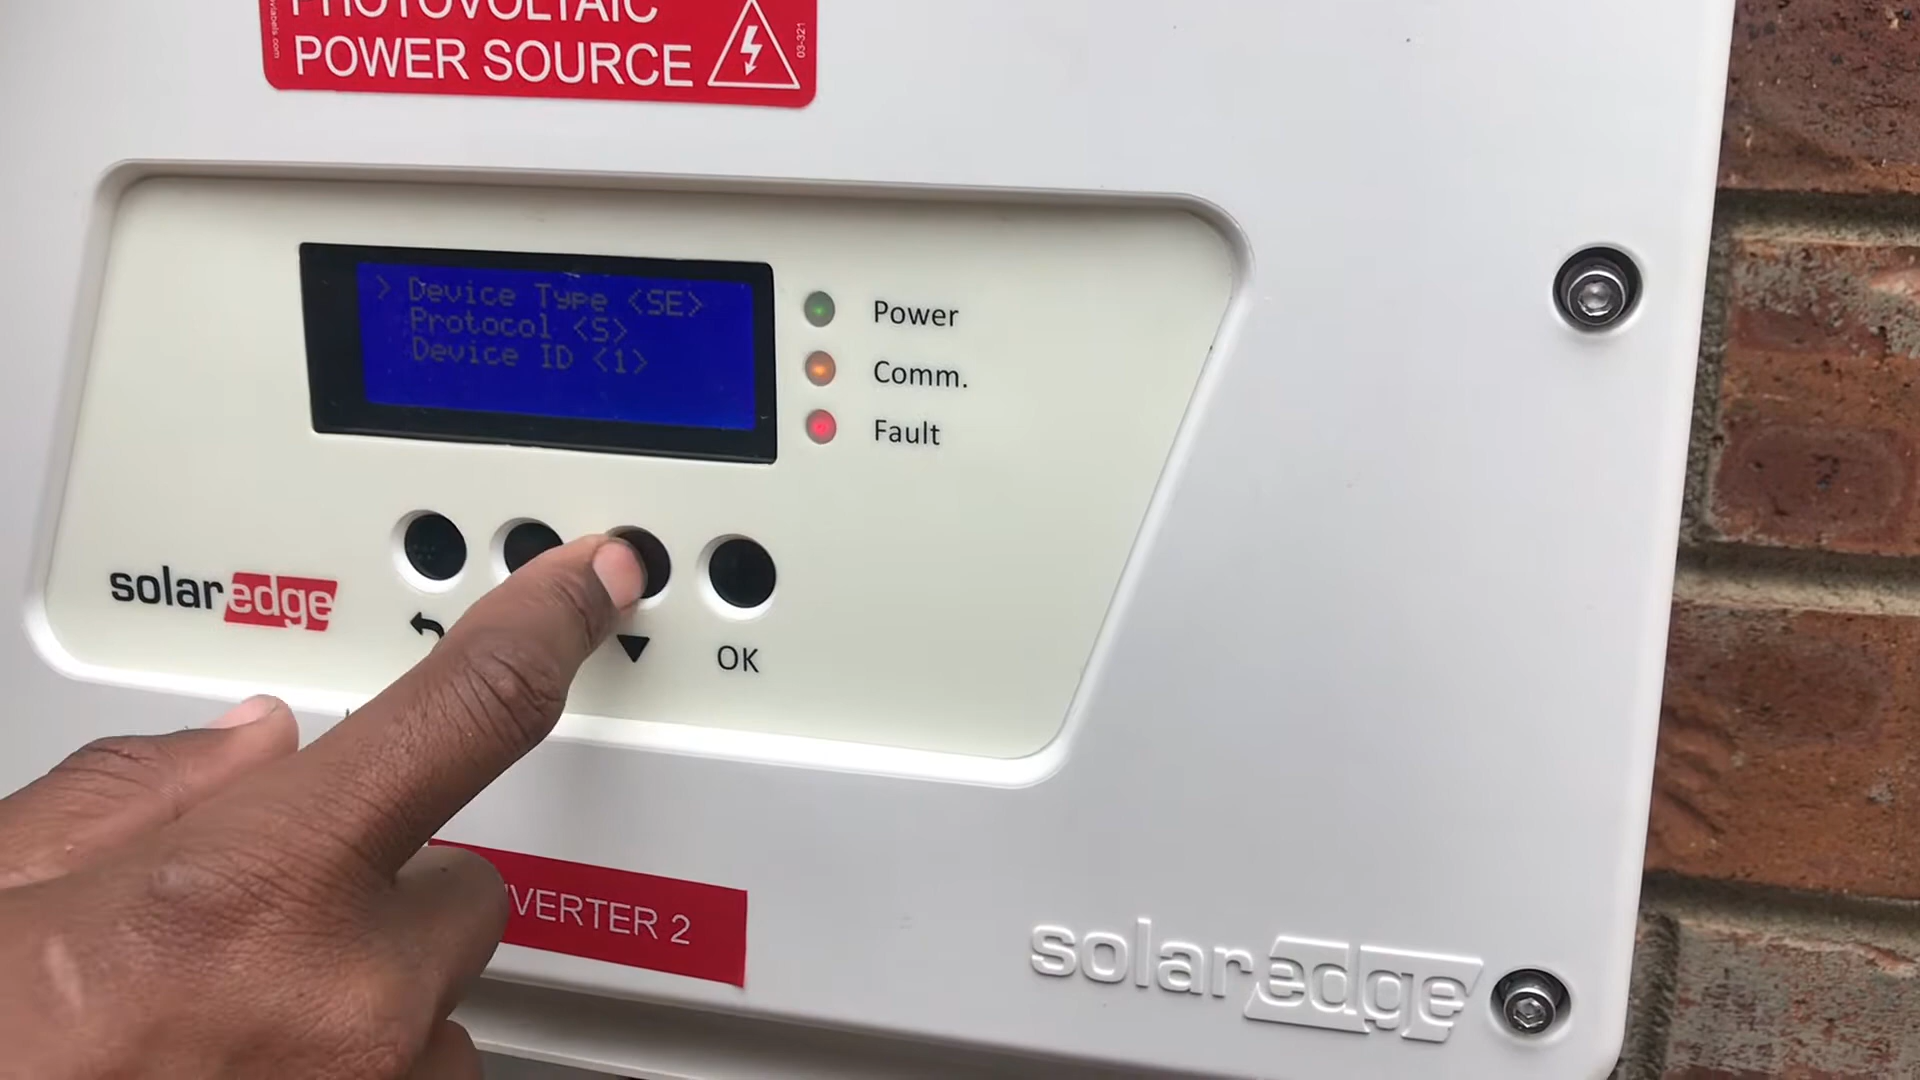 PHOTOVOLTAIC
POWER SOURCE
03-321
> Device Type <SE>
Protocol <S>
Device ID <1>
Power
Comm.
Fault
solaredge
OK
VERTER 2
solaredge